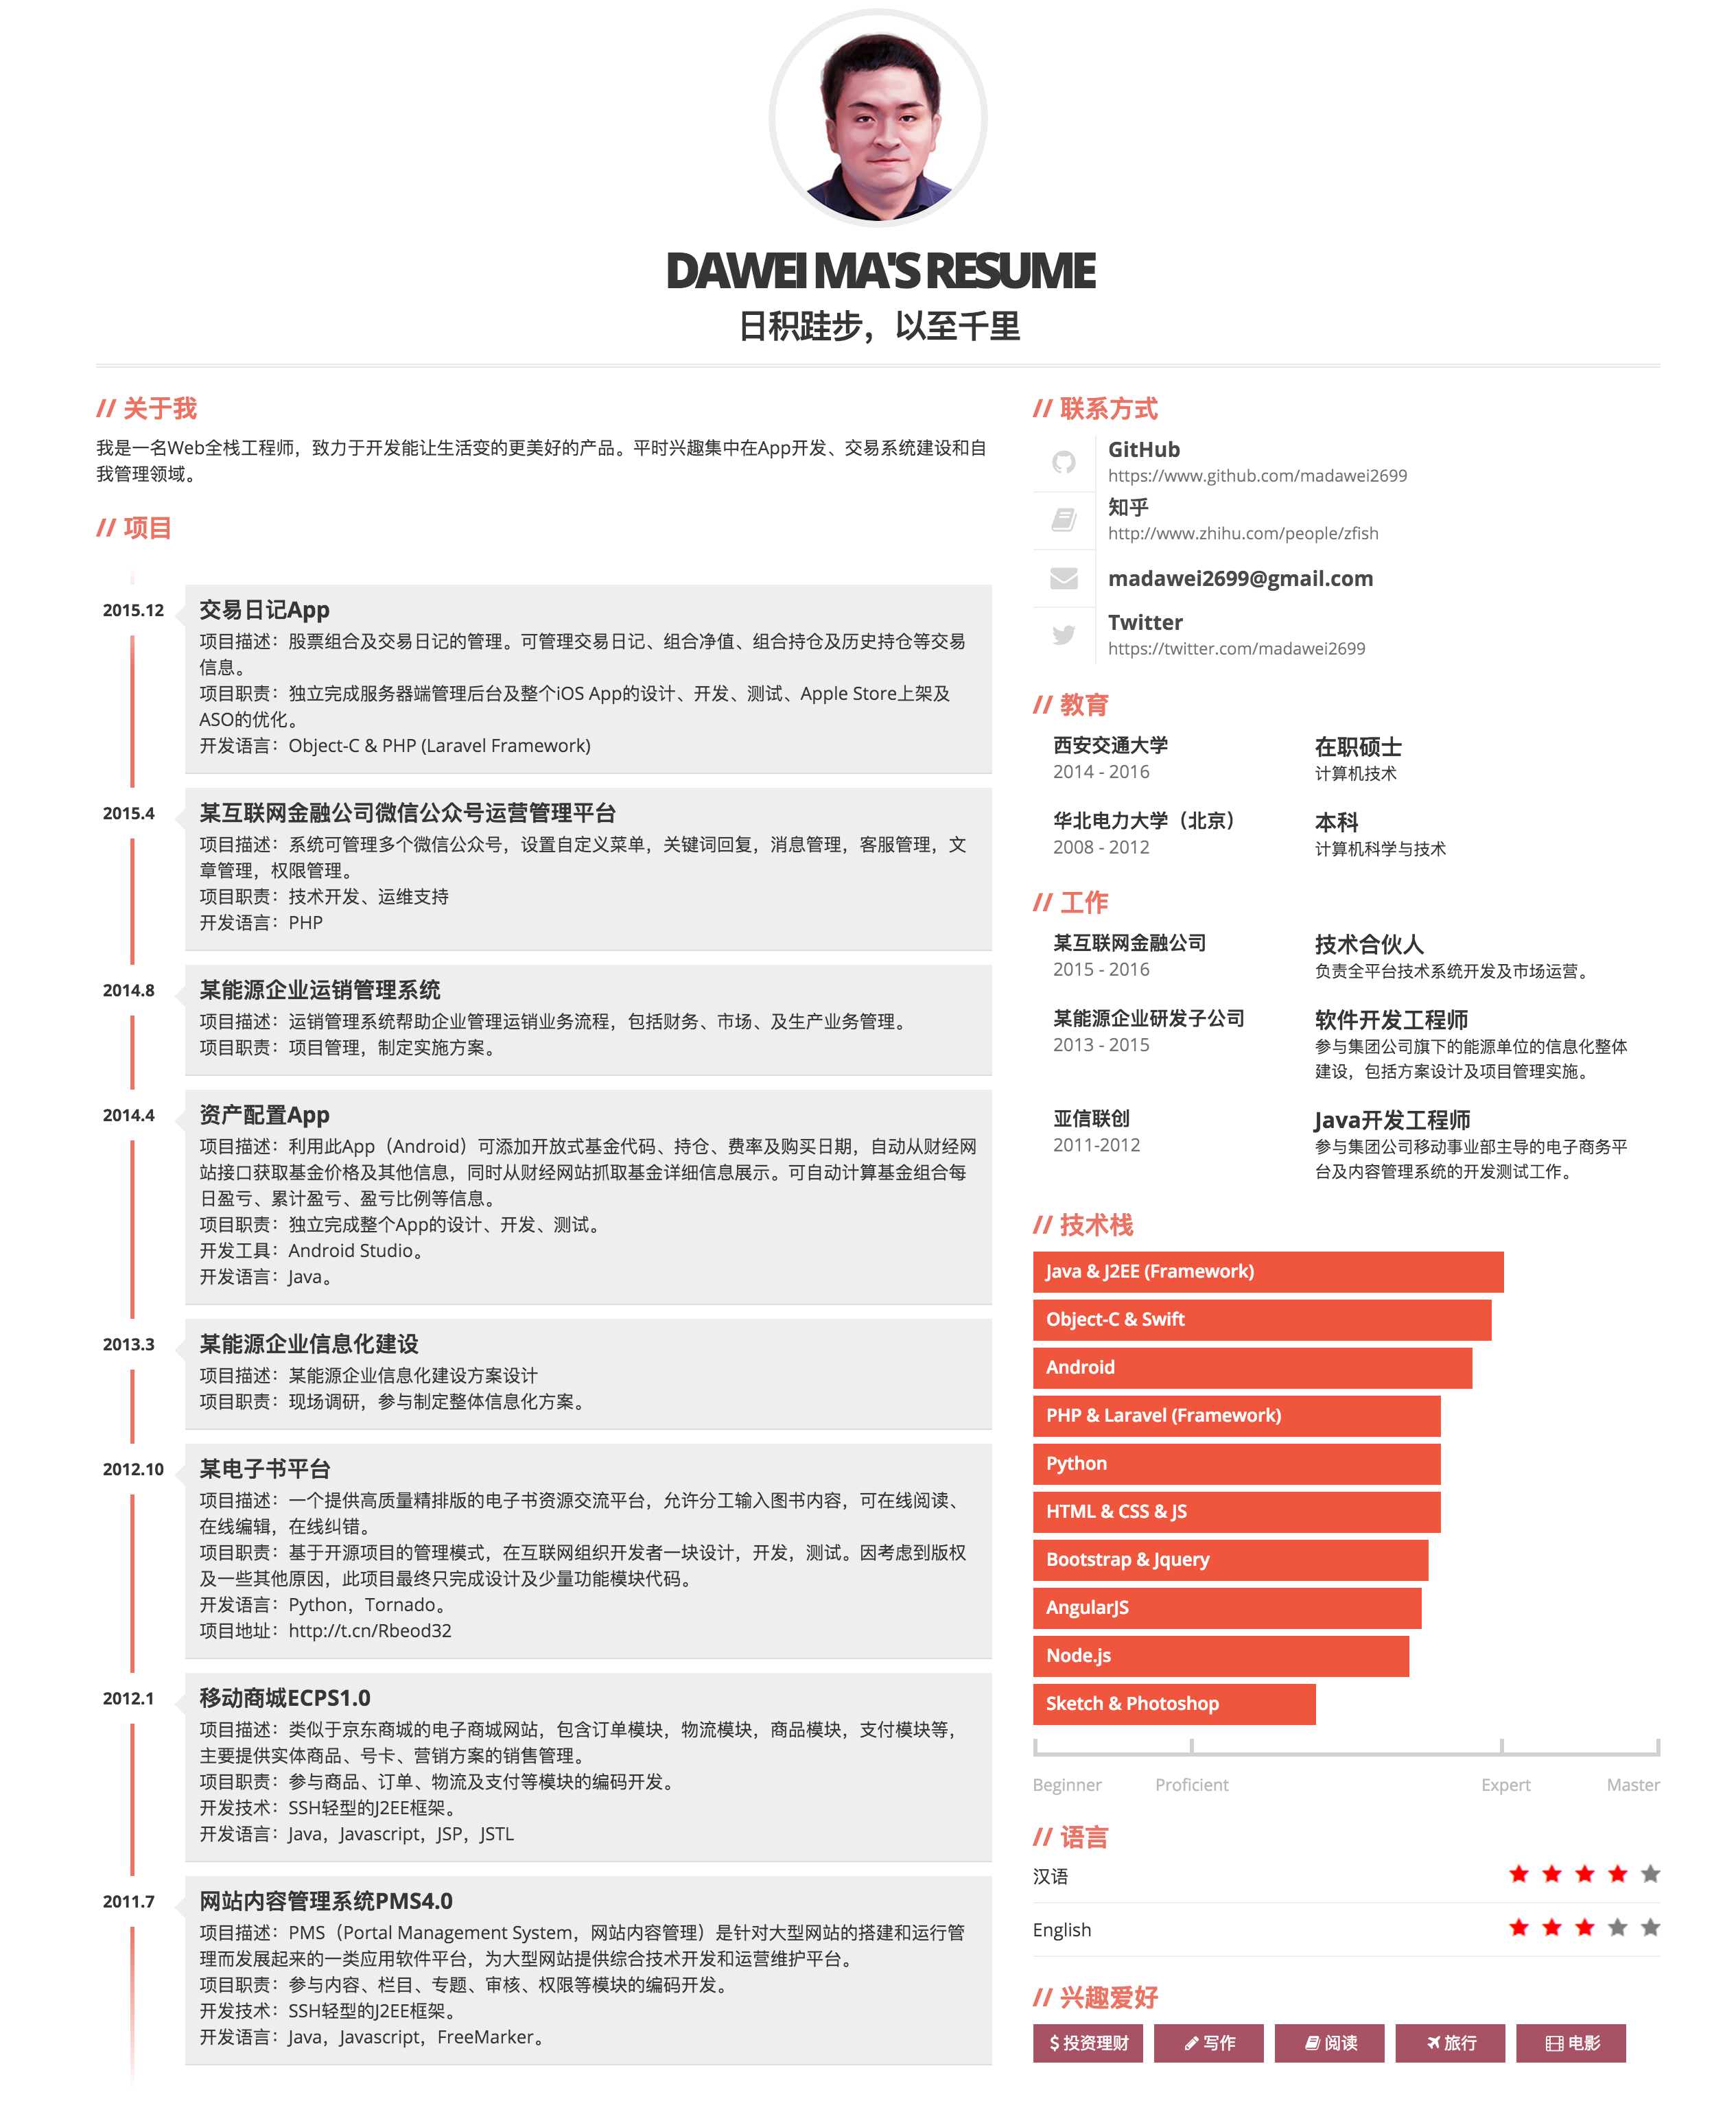 DAWEI MA'S RESUME
日积跬步，以至千里
// 关于我
我是一名Web全栈工程师，致力于开发能让生活变的更美好的产品。平时兴趣集中在App开发、交易系统建设和自
我管理领域。
// 项目
2015.12
交易日记App
项目描述：股票组合及交易日记的管理。可管理交易日记、组合净值、组合持仓及历史持仓等交易
信息。
项目职责：独立完成服务器端管理后台及整个iOS App的设计、开发、测试、Apple Store上架及
ASO的优化。
开发语言：Object-C & PHP (Laravel Framework)
2015.4
某互联网金融公司微信公众号运营管理平台
项目描述：系统可管理多个微信公众号，设置自定义菜单，关键词回复，消息管理，客服管理，文
章管理，权限管理。
项目职责：技术开发、运维支持
开发语言：PHP
2014.8
某能源企业运销管理系统
项目描述：运销管理系统帮助企业管理运销业务流程，包括财务、市场、及生产业务管理。
项目职责：项目管理，制定实施方案。
2014.4
资产配置App
项目描述：利用此App（Android）可添加开放式基金代码、持仓、费率及购买日期，自动从财经网
站接口获取基金价格及其他信息，同时从财经网站抓取基金详细信息展示。可自动计算基金组合每
日盈亏、累计盈亏、盈亏比例等信息。
项目职责：独立完成整个App的设计、开发、测试。
开发工具：Android Studio。
开发语言：Java。
2013.3
某能源企业信息化建设
项目描述：某能源企业信息化建设方案设计
项目职责：现场调研，参与制定整体信息化方案。
2012.10
某电子书平台
项目描述：一个提供高质量精排版的电子书资源交流平台，允许分工输入图书内容，可在线阅读、
在线编辑，在线纠错。
项目职责：基于开源项目的管理模式，在互联网组织开发者一块设计，开发，测试。因考虑到版权
及一些其他原因，此项目最终只完成设计及少量功能模块代码。
开发语言：Python，Tornado。
项目地址：http://t.cn/Rbeod32
2012.1
移动商城ECPS1.0
项目描述：类似于京东商城的电子商城网站，包含订单模块，物流模块，商品模块，支付模块等，
主要提供实体商品、号卡、营销方案的销售管理。
项目职责：参与商品、订单、物流及支付等模块的编码开发。
开发技术：SSH轻型的J2EE框架。
开发语言：Java，Javascript，JSP，JSTL
2011.7
网站内容管理系统PMS4.0
项目描述：PMS（Portal Management System，网站内容管理）是针对大型网站的搭建和运行管
理而发展起来的一类应用软件平台，为大型网站提供综合技术开发和运营维护平台。
项目职责：参与内容、栏目、专题、审核、权限等模块的编码开发。
开发技术：SSH轻型的J2EE框架。
开发语言：Java，Javascript，FreeMarker。
// 联系方式
GitHub
https://www.github.com/madawei2699
知乎
http://www.zhihu.com/people/zfish
madawei2699@gmail.com
Twitter
https://twitter.com/madawei2699
// 教育
西安交通大学
2014 - 2016
在职硕士
计算机技术
华北电力大学（北京）
2008 - 2012
本科
计算机科学与技术
// 工作
某互联网金融公司
2015 - 2016
技术合伙人
负责全平台技术系统开发及市场运营。
某能源企业研发子公司
2013 - 2015
软件开发工程师
参与集团公司旗下的能源单位的信息化整体
建设，包括方案设计及项目管理实施。
亚信联创
2011-2012
Java开发工程师
参与集团公司移动事业部主导的电子商务平
台及内容管理系统的开发测试工作。
// 技术栈
Java & J2EE (Framework)
Object-C & Swift
Android
PHP & Laravel (Framework)
Python
HTML & CSS & JS
Bootstrap & Jquery
AngularJS
Node.js
Sketch & Photoshop
Beginner Proficient Expert Master
// 语言
汉语
English
// 兴趣爱好
投资理财 写作 阅读 旅行 电影